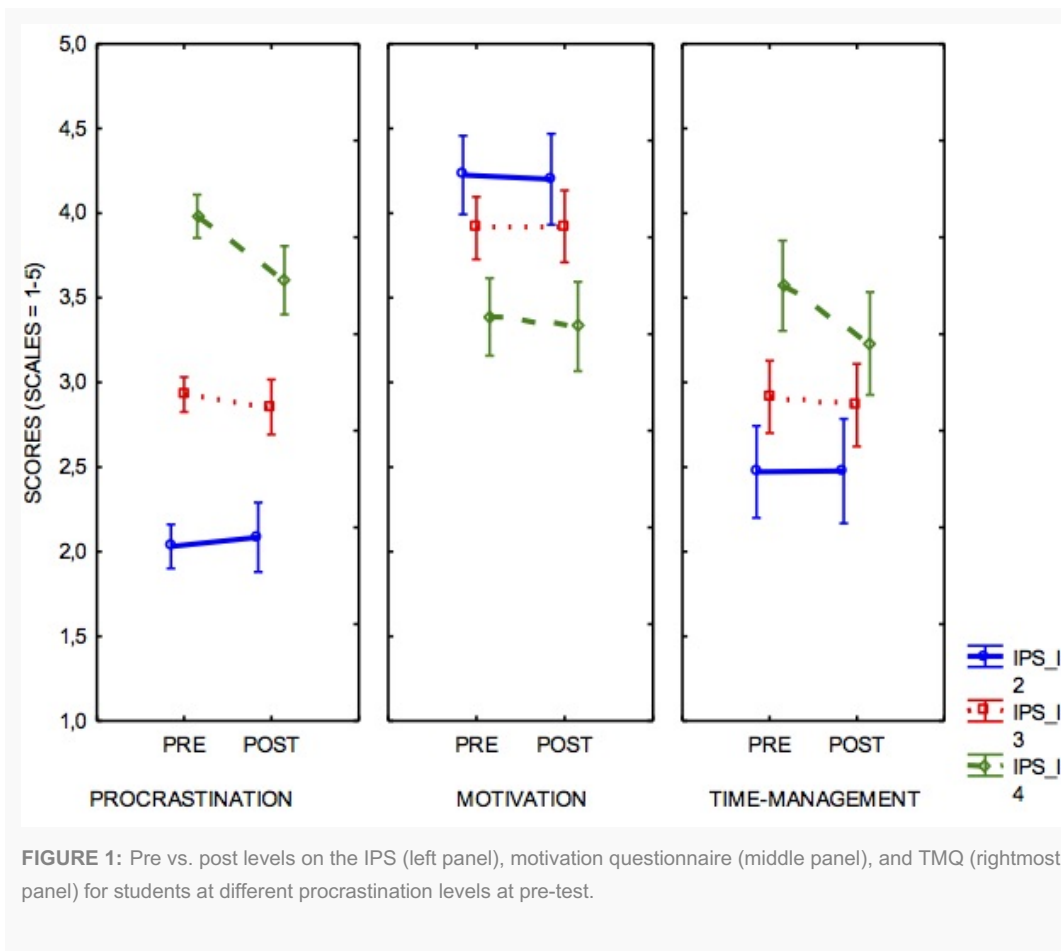 5,0
4,5
4,0
3,5
3,0
2,5
2,0
1,5
1,0
SCORES (SCALES = 1-5)
PRE POST PRE POST PRE POST
PROCRASTINATION MOTIVATION TIME-MANAGEMENT
IPS_I
2
IPS_I
3
IPS_I
4
FIGURE 1: Pre vs. post levels on the IPS (left panel), motivation questionnaire (middle panel), and TMQ (rightmost
panel) for students at different procrastination levels at pre-test.